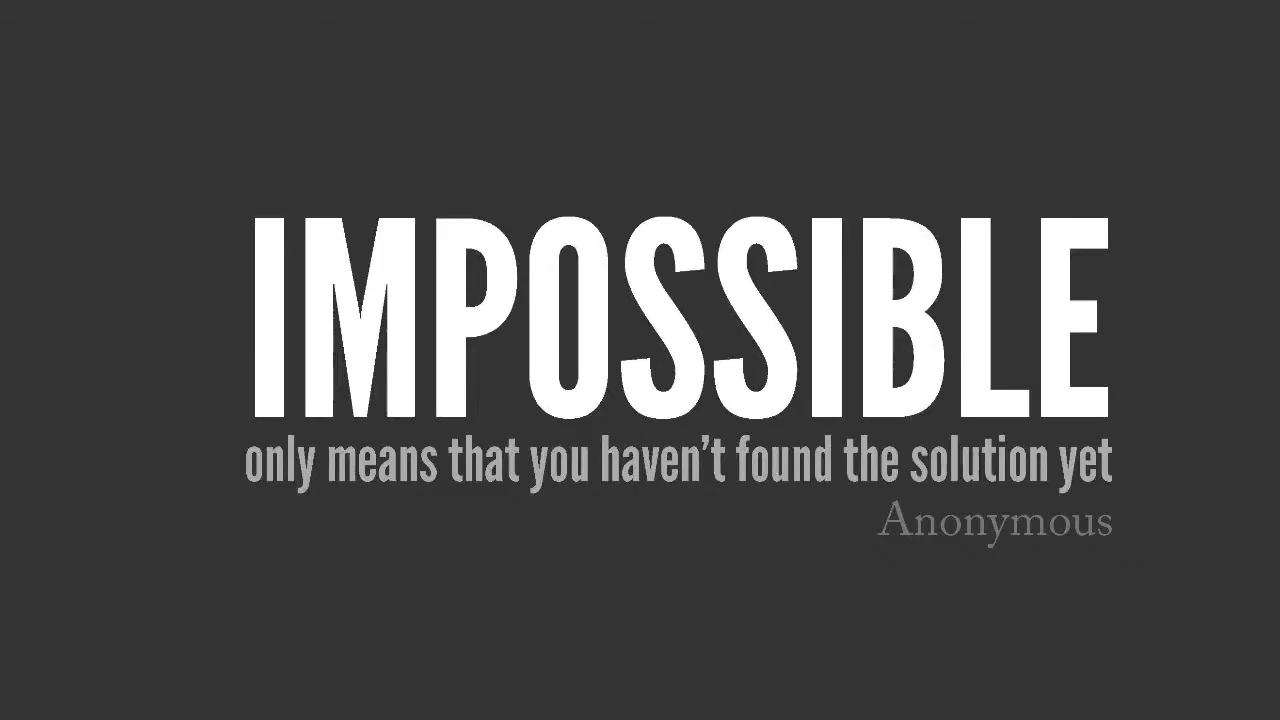 IMPOSSIBLE
only means that you haven’t found the solution yet
Anonymous